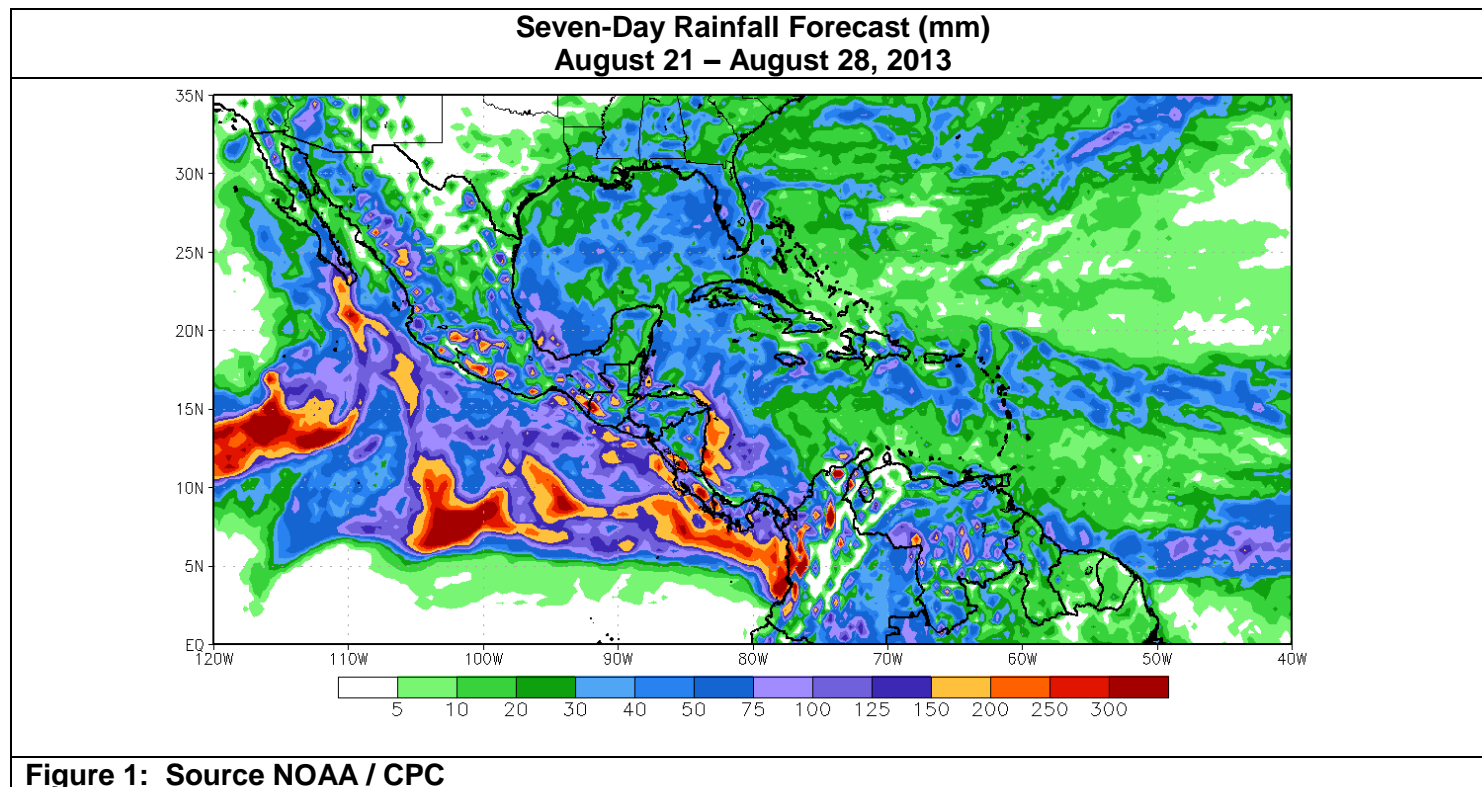 Seven-Day Rainfall Forecast (mm)
August 21 – August 28, 2013
35N
30N
25N
20N
15N
10N
5N
EQ
120W 110W 100W 90W 80W 70W 60W 50W 40W
5 10 20 30 40 50 75 100 125 150 200 250 300
Figure 1: Source NOAA / CPC